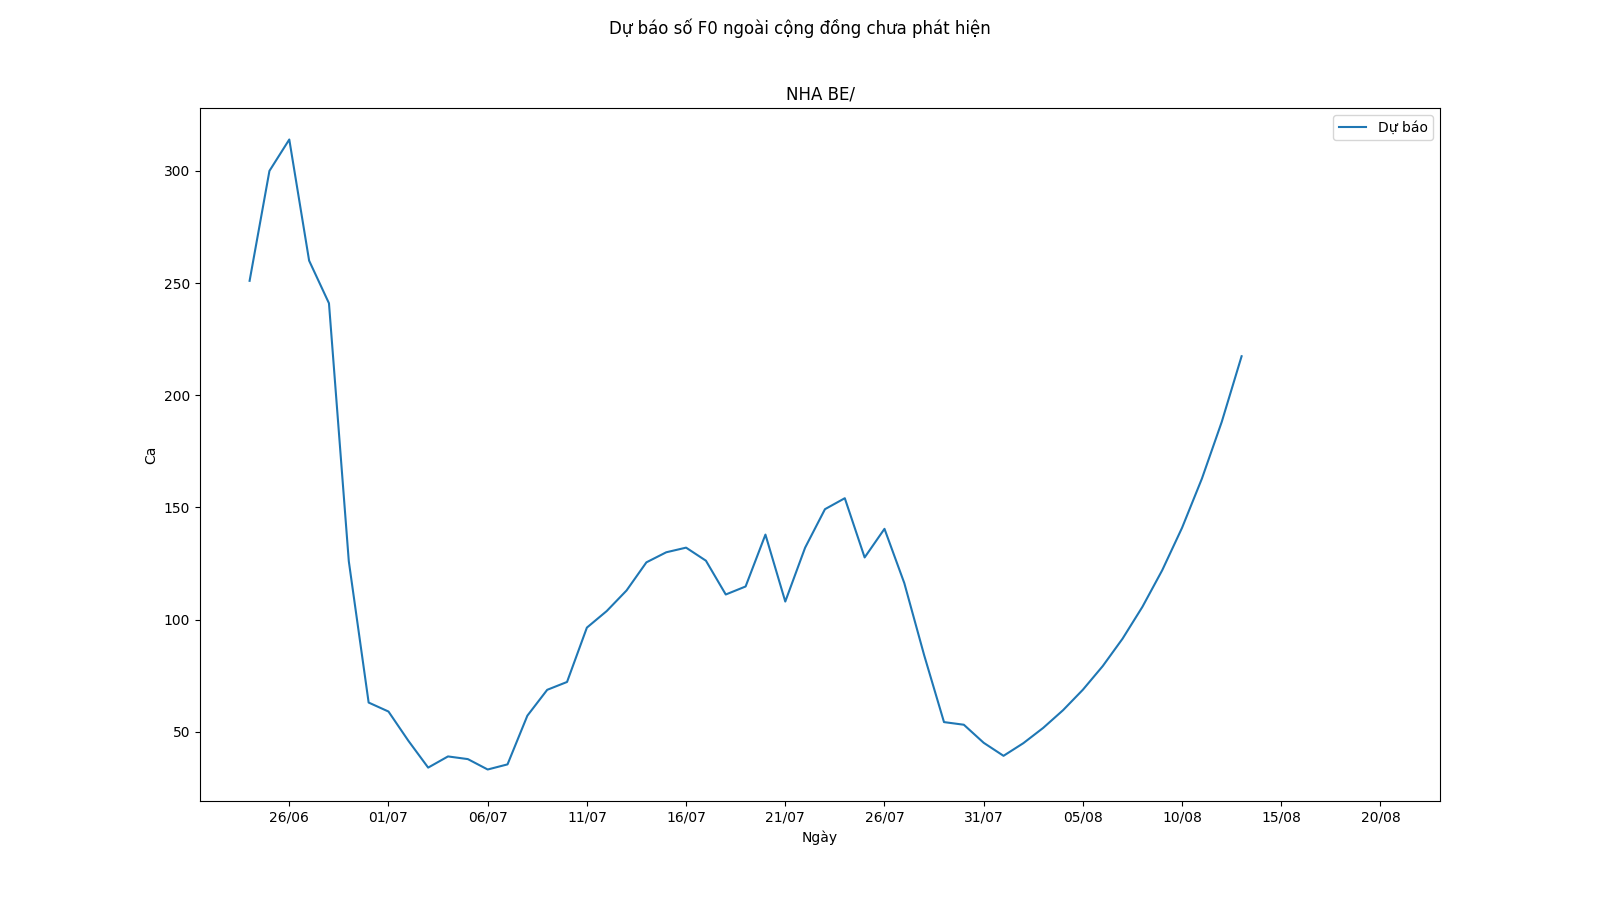 Dự báo số F0 ngoài cộng đồng chưa phát hiện
NHA BE/
Dự báo
300
250
200
150
100
50
Ca
26/06 01/07 06/07 11/07 16/07 21/07 26/07 31/07 05/08 10/08 15/08 20/08
Ngày